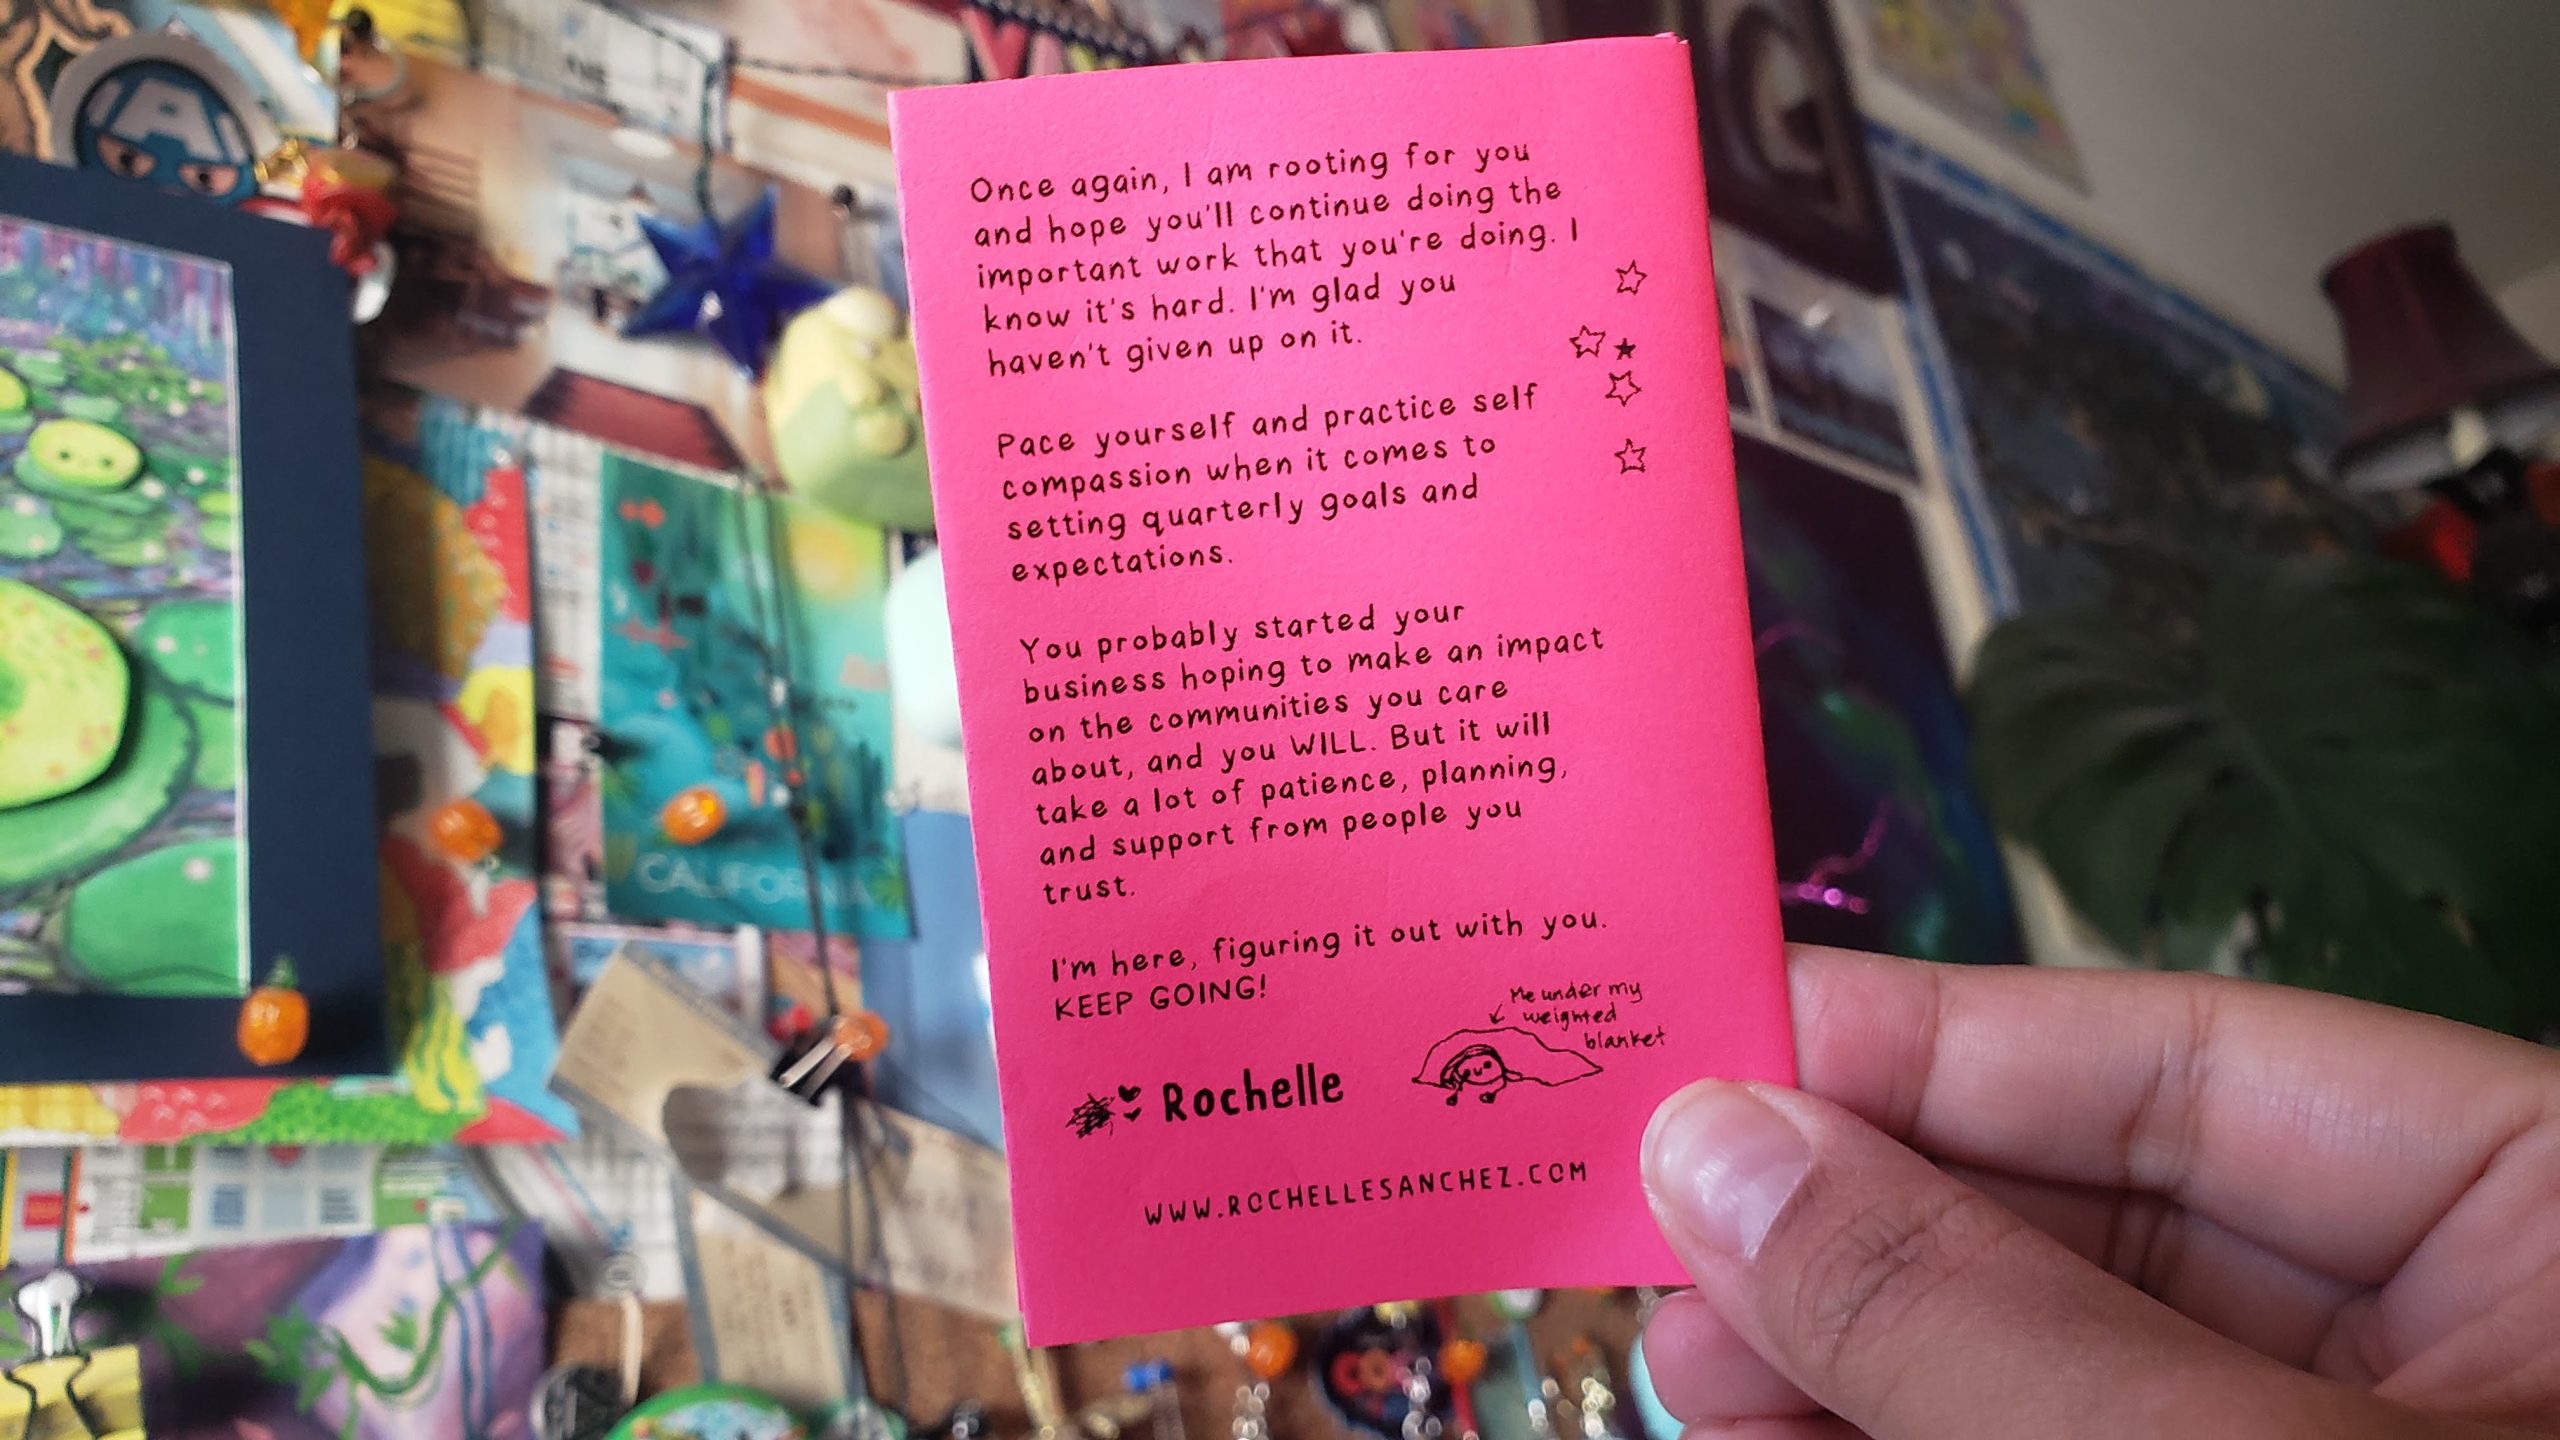 Once again, I am rooting for you
and hope you'll continue doing the
important work that you're doing. I
know it's hard. I'm glad you
haven't given up on it.
Pace yourself and practice self
compassion when it comes to
setting quarterly goals and
expectations.
You probably started your
business hoping to make an impact
on the communities you care
about, and you WILL. But it will
take a lot of patience, planning,
and support from people you
trust.
I'm here, figuring it out with you.
KEEP GOING!
Me under my
weighted
blanket
Rochelle
WWW.ROCHELLESANCHEZ.COM
CALIFORNIA
A